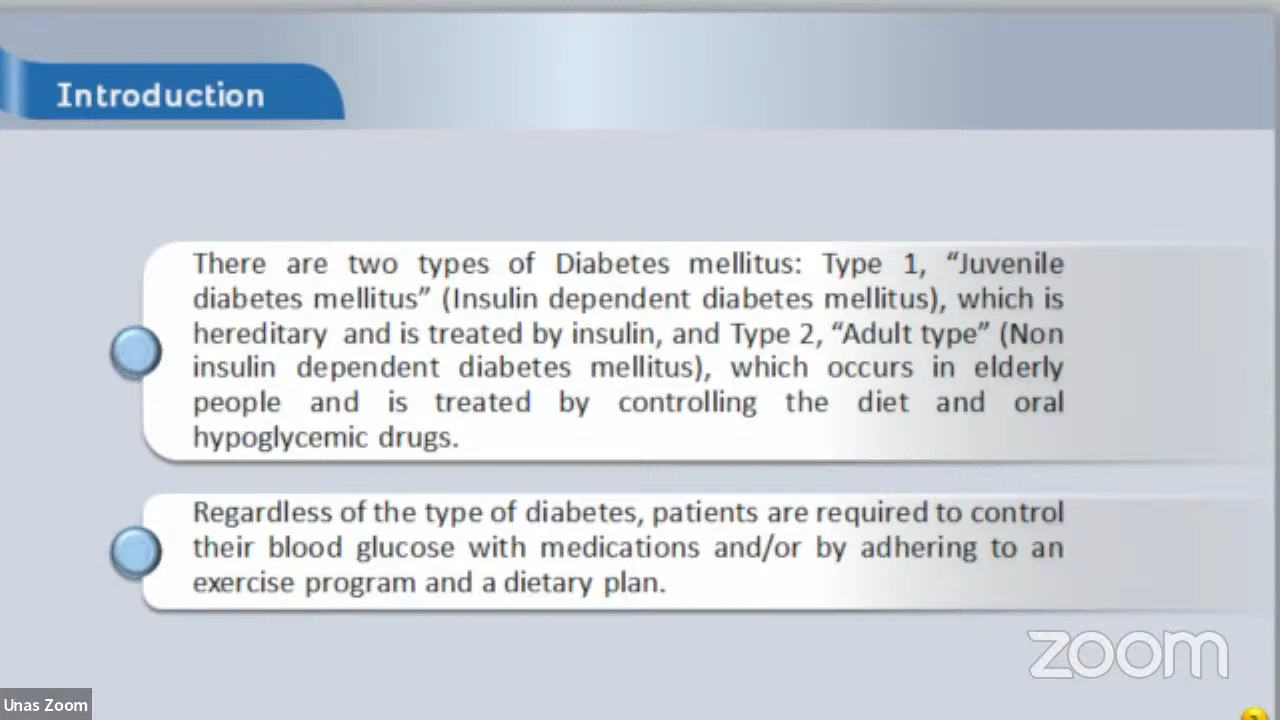 Introduction
There are two types of Diabetes mellitus: Type 1, “Juvenile
diabetes mellitus” (Insulin dependent diabetes mellitus), which is
hereditary and is treated by insulin, and Type 2, “Adult type” (Non
insulin dependent diabetes mellitus), which occurs in elderly
people and is treated by controlling the diet and oral
hypoglycemic drugs.
Regardless of the type of diabetes, patients are required to control
their blood glucose with medications and/or by adhering to an
exercise program and a dietary plan.
zoom
Unas Zoom